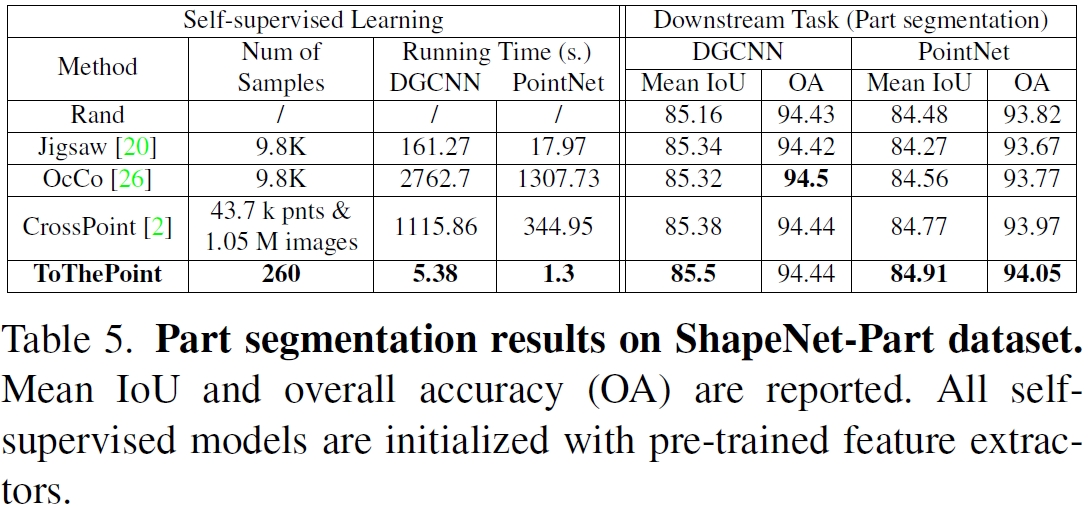 Self-supervised Learning Downstream Task (Part segmentation)
Method Num of Samples Running Time (s.) DGCNN PointNet
DGCNN PointNet Mean IoU OA Mean IoU OA
Rand / / / 85.16 94.43 84.48 93.82
Jigsaw [20] 9.8K 161.27 17.97 85.34 94.42 84.27 93.67
OcCo [26] 9.8K 2762.7 1307.73 85.32 94.5 84.56 93.77
CrossPoint [2] 43.7 k pnts & 1.05 M images 1115.86 344.95 85.38 94.44 84.77 93.97
ToThePoint 260 5.38 1.3 85.5 94.44 84.91 94.05
Table 5. Part segmentation results on ShapeNet-Part dataset.
Mean IoU and overall accuracy (OA) are reported. All self-
supervised models are initialized with pre-trained feature extrac-
tors.